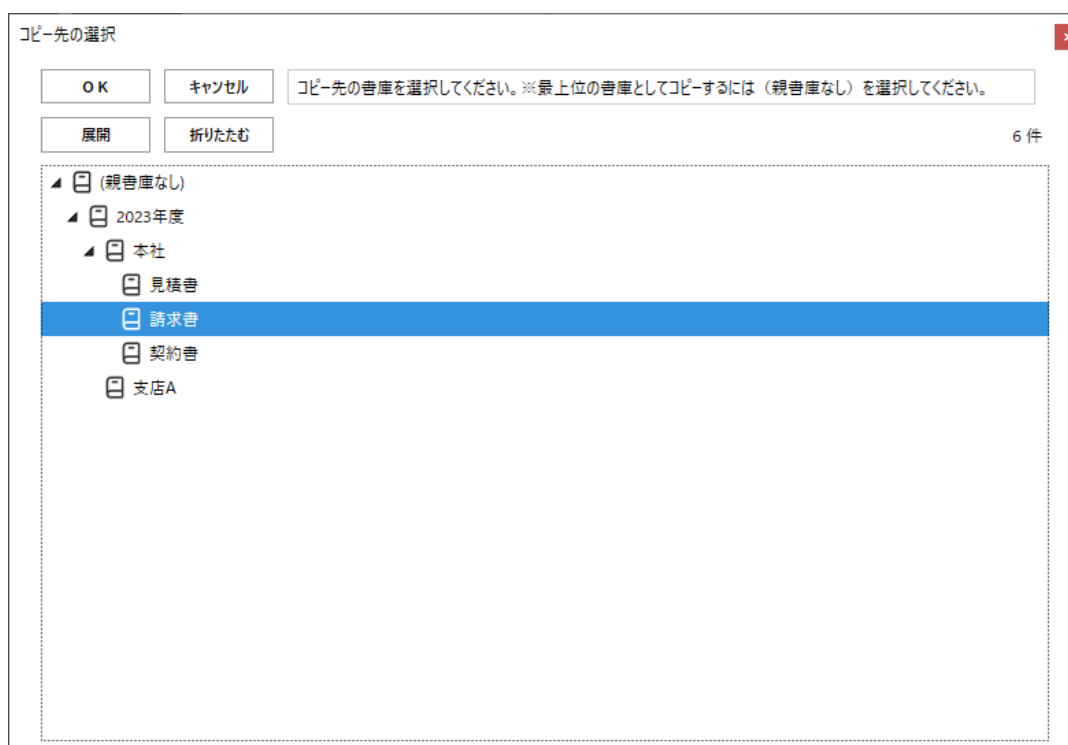 コピー先の選択
OK キャンセル コピー先の書庫を選択してください。※最上位の書庫としてコピーするには（親書庫なし）を選択してください。
展開 折りたたむ 6 件
(親書庫なし)
2023年度
本社
見積書
請求書
契約書
支店A